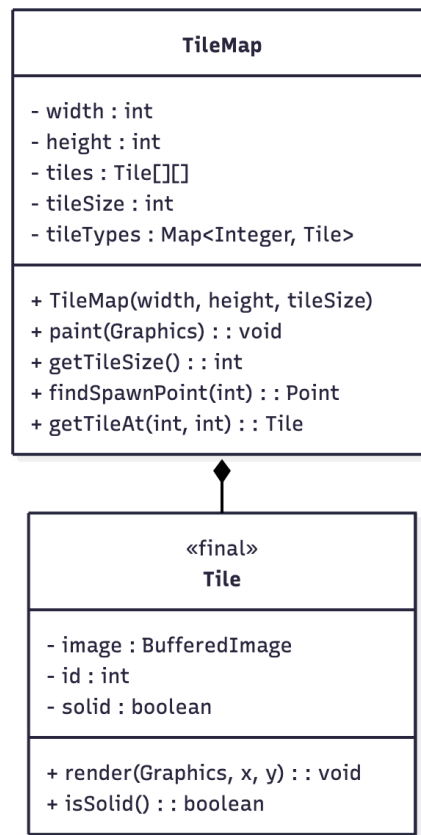 TileMap
- width : int
- height : int
- tiles : Tile[][]
- tileSize : int
- tileTypes : Map<Integer, Tile>
+ TileMap(width, height, tileSize)
+ paint(Graphics) : : void
+ getTileSize() : : int
+ findSpawnPoint(int) : : Point
+ getTileAt(int, int) : : Tile
«final»
Tile
- image : BufferedImage
- id : int
- solid : boolean
+ render(Graphics, x, y) : : void
+ isSolid() : : boolean